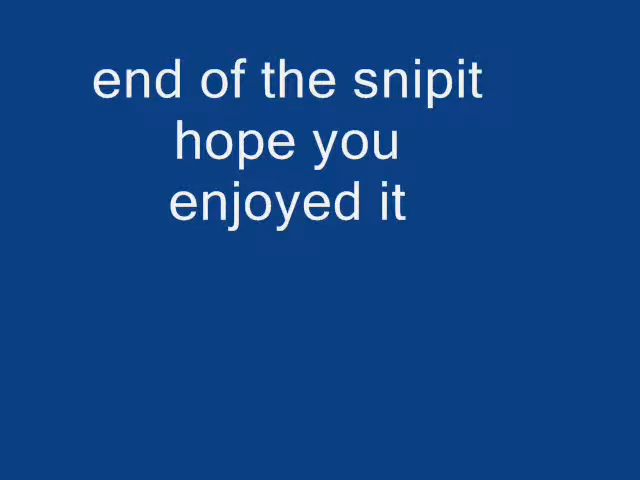 end of the snipit
hope you
enjoyed it